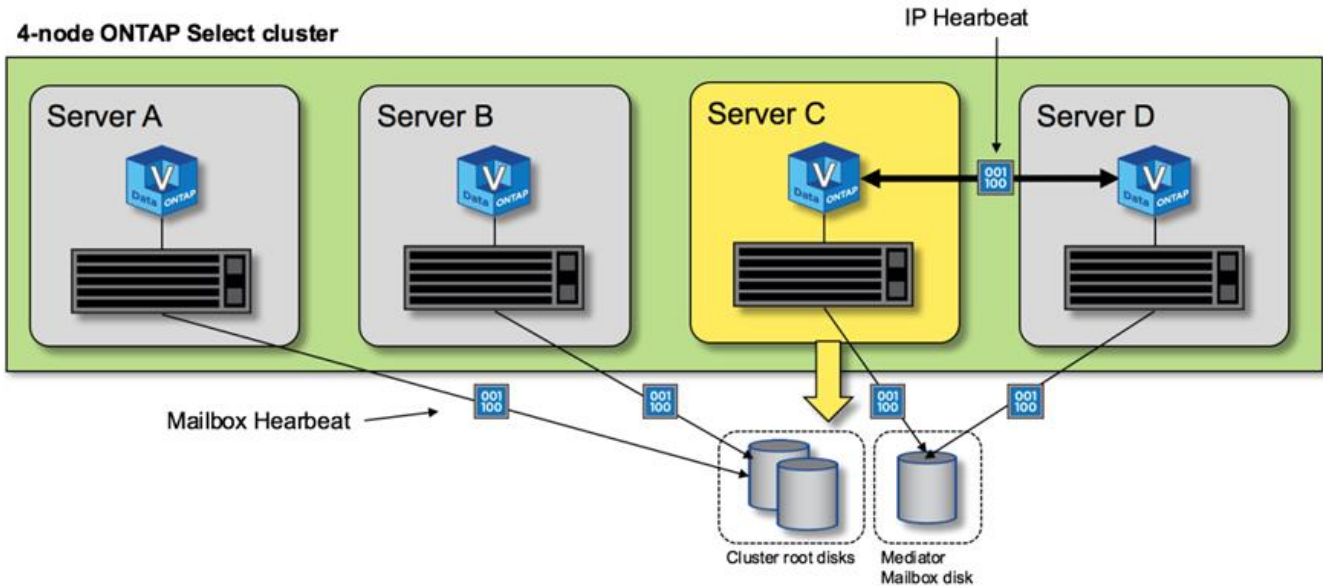 IP Hearbeat
4-node ONTAP Select cluster
Server A
Server B
Server C
Server D
V
Data ONTAP
V
Data ONTAP
V
Data ONTAP
V
Data ONTAP
001
100
Mailbox Hearbeat
001
100
001
100
001
100
001
100
Cluster root disks
Mediator
Mailbox disk